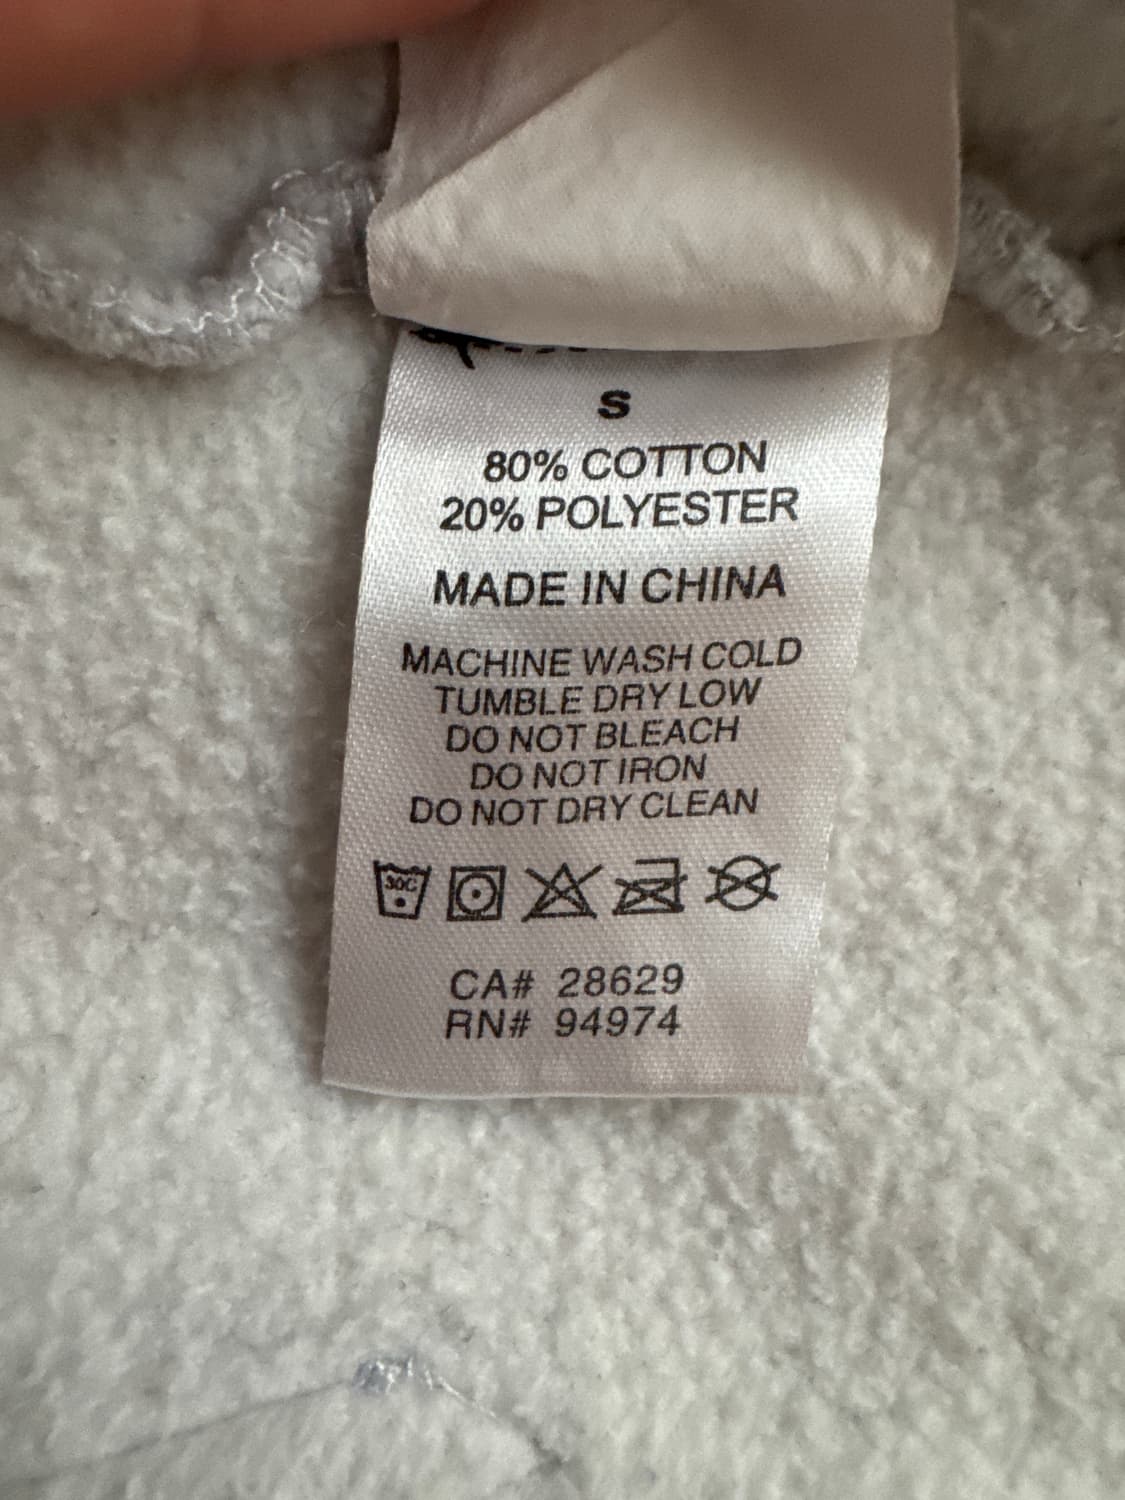 S
80% COTTON
20% POLYESTER
MADE IN CHINA
MACHINE WASH COLD
TUMBLE DRY LOW
DO NOT BLEACH
DO NOT IRON
DO NOT DRY CLEAN
30C
CA# 28629
RN# 94974